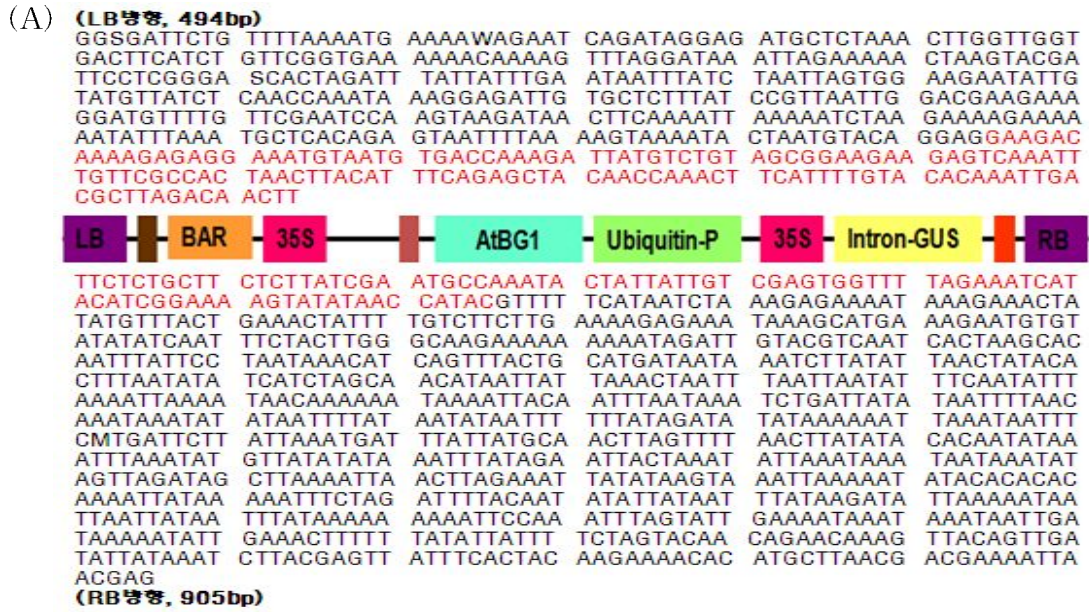 (A)
(LB방향, 494bp)
GGSGATTCTG TTTTAAAATG AAAAWAGAAT CAGATAGGAG ATGCTCTAAA CTTGGTTGGT
GACTTCATCT GTTCGGTGAA AAAACAAAAG TTTAGGATAA ATTAGAAAAA CTAAGTACGA
TTCCTCGGGA SCACTAGATT TATTATTTGA ATAATTTATC TAATTAGTGG AAGAATATTG
TATGTTATCT CAACCAAATA AAGGAGATTG TGCTCTTTAT CCGTTAATTG GACGAAGAAA
GGATGTTTTG TTCGAATCCA AGTAAGATAA CTTCAAAATT AAAAATCTAA GAAAAGAAAA
AATATTTAAA TGCTCACAGA GTAATTTTAA AAGTAAAATA CTAATGTACA GGAGGAAGAC
AAAAGAGAGG AAATGTAATG TGACCAAAGA TTATGTCTGT AGCGGAAGAA GAGTCAAATT
TGTTCGCCAC TAACTTACAT TTCAGAGCTA CAACCAAACT TCATTTTGTA CACAAATTGA
CGCTTAGACA ACTT
LB BAR 35S AtBG1 Ubiquitin-P 35S Intron-GUS RB
TTCTCTGCTT CTCTTATCGA ATGCCAAATA CTATTATTGT CGAGTGGTTT TAGAAATCAT
ACATCGGAAA AGTATATAAC CATACGTTTT TCATAATCTA AAGAGAAAAT AAAGAAACTA
TATGTTTACT GAAACTATTT TGTCTTCTTG AAAAGAGAAA TAAAGCATGA AAGAATGTGT
ATATATCAAT TTCTACTTGG GCAAGAAAAA AAAATAGATT GTACGTCAAT CACTAAGCAC
AATTTATTCC TAATAAACAT CAGTTTACTG CATGATAATA AATCTTATAT TAACTATACA
CTTTAATATA TCATCTAGCA ACATAATTAT TAAACTAATT TAATTAATAT TTCAATATTT
AAAATTAAAA TAACAAAAAA TAAAATTACA ATTTAATAAA TCTGATTATA TAATTTTAAC
AAATAAATAT ATAATTTTAT AATATAATTT TTTATAGATA TATAAAAAAT TAAATAATTT
CMTGATTCTT ATTAAATGAT TTATTATGCA ACTTAGTTTT AACTTATATA CACAATATAA
ATTTAAATAT GTTATATATA AATTTATAGA ATTACTAAAT ATTAAATAAA TAATAAATAT
AGTTAGATAG CTTAAAATTA ACTTAGAAAT TATATAAGTA AATTAAAAAT ATACACACAC
AAAATTATAA AAATTTCTAG ATTTTACAAT ATATTATAAT TTATAAGATA TTAAAAATAA
TTAATTATAA TTTATAAAAA AAAATTCCAA ATTTAGTATT GAAAATAAAT AAATAATTGA
TAAAAATATT GAAACTTTTT TATATTATTT TCTAGTACAA CAGAACAAAG TTACAGTTGA
TATTATAAAT CTTACGAGTT ATTTCACTAC AAGAAAACAC ATGCTTAACG ACGAAAATTA
ACGAG
(RB방향, 905bp)